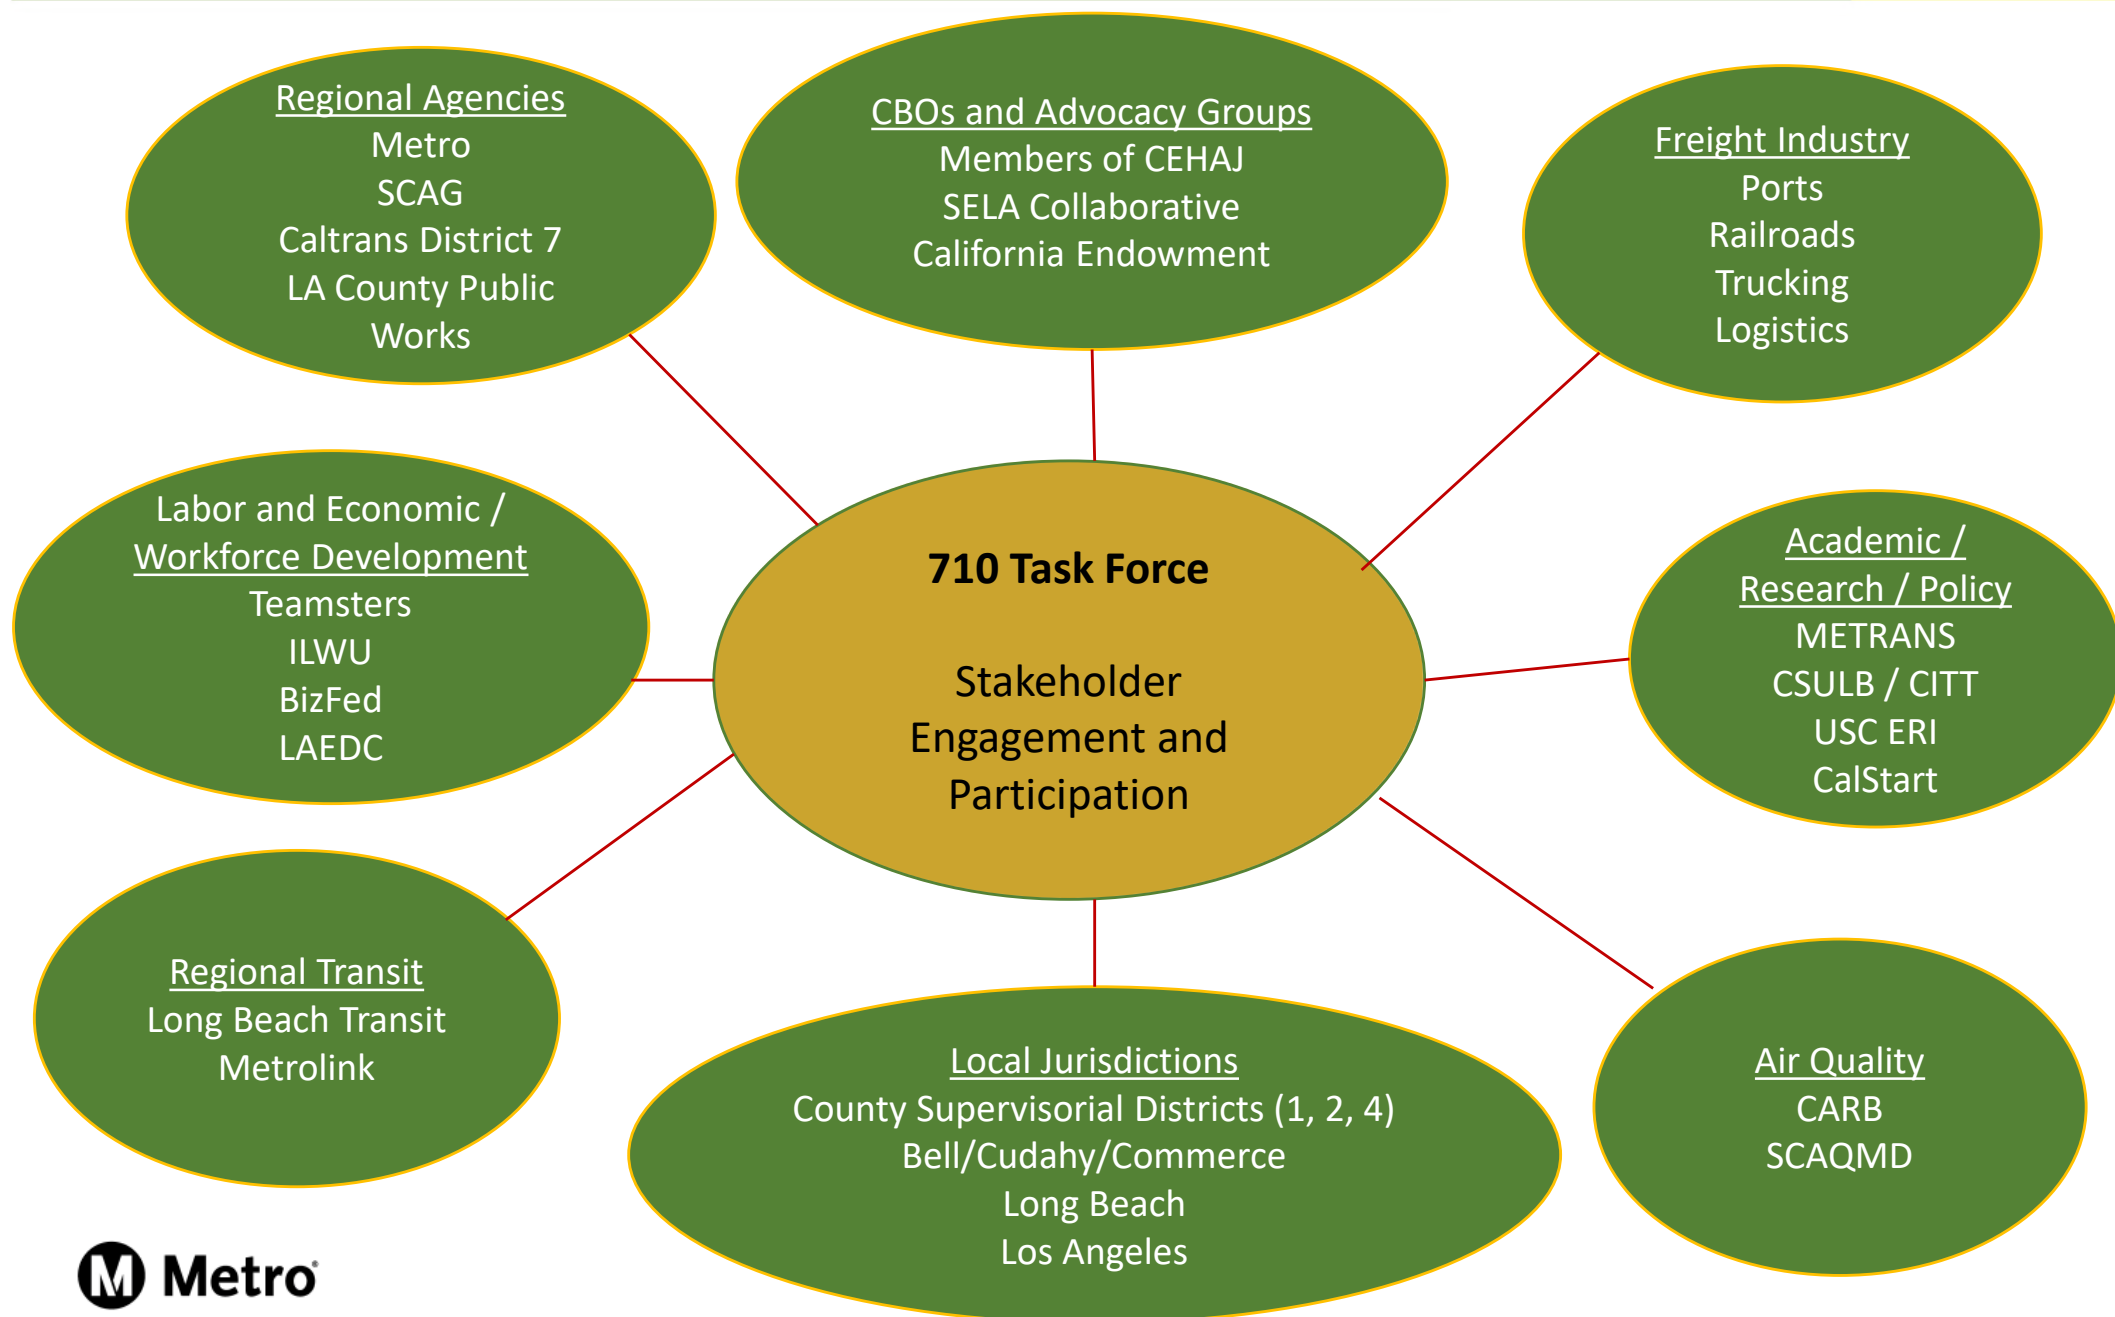 Regional Agencies
Metro
SCAG
Caltrans District 7
LA County Public
Works
CBOs and Advocacy Groups
Members of CEHAJ
SELA Collaborative
California Endowment
Freight Industry
Ports
Railroads
Trucking
Logistics
Labor and Economic /
Workforce Development
Teamsters
ILWU
BizFed
LAEDC
710 Task Force
Stakeholder
Engagement and
Participation
Academic /
Research / Policy
METRANS
CSULB / CITT
USC ERI
CalStart
Regional Transit
Long Beach Transit
Metrolink
Local Jurisdictions
County Supervisorial Districts (1, 2, 4)
Bell/Cudahy/Commerce
Long Beach
Los Angeles
Air Quality
CARB
SCAQMD
M Metro